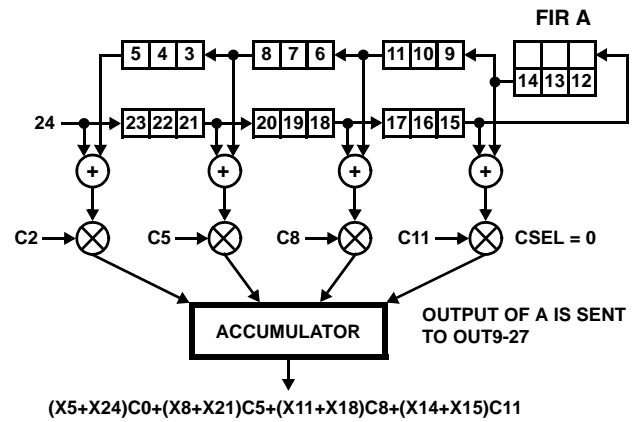 FIR A
5 4 3
8 7 6
11 10 9
14 13 12
24
23 22 21
20 19 18
17 16 15
+ + + +
C2
C5
C8
C11
CSEL = 0
ACCUMULATOR
OUTPUT OF A IS SENT
TO OUT9-27
(X5+X24)C0+(X8+X21)C5+(X11+X18)C8+(X14+X15)C11